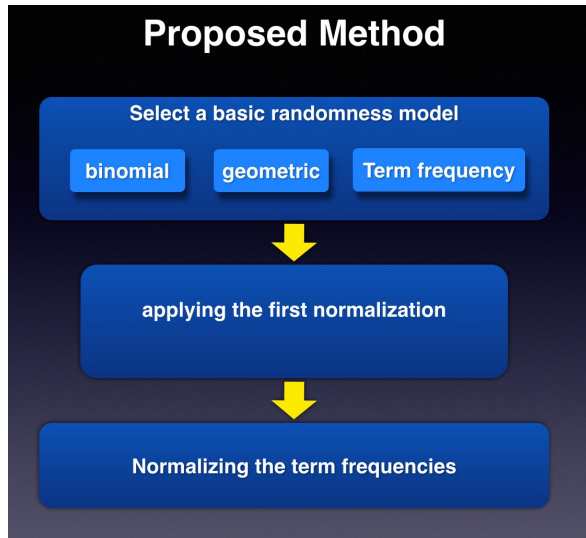 Proposed Method
Select a basic randomness model
binomial
geometric
Term frequency
applying the first normalization
Normalizing the term frequencies